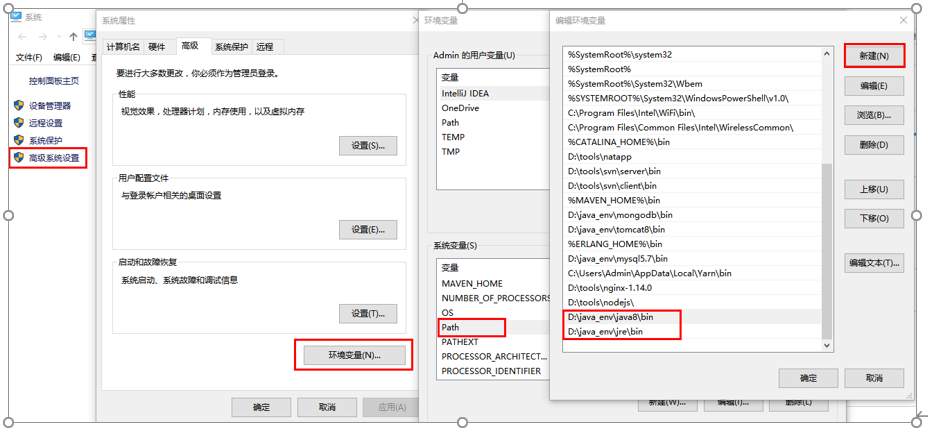 系统
文件(F)
编辑(E)
控制面板主页
设备管理器
远程设置
系统保护
高级系统设置
系统属性
计算机名
硬件
高级
系统保护
远程
要进行大多数更改，你必须作为管理员登录。
性能
视觉效果，处理器计划，内存使用，以及虚拟内存
设置(S)...
用户配置文件
与登录帐户相关的桌面设置
设置(E)...
启动和故障恢复
系统启动、系统故障和调试信息
设置(T)...
环境变量(N)...
确定
取消
应用(A)
环境变量
Admin 的用户变量(U)
变量
IntelliJ IDEA
OneDrive
Path
TEMP
TMP
系统变量(S)
变量
MAVEN_HOME
NUMBER_OF_PROCESSORS
OS
Path
PATHEXT
PROCESSOR_ARCHITECT...
PROCESSOR_IDENTIFIER
新建(W)...
编辑(I)...
删除(L)
编辑环境变量
%SystemRoot%\system32
%SystemRoot%
%SystemRoot%\System32\Wbem
%SYSTEMROOT%\System32\WindowsPowerShell\v1.0\
C:\Program Files\Intel\WiFi\bin\
C:\Program Files\Common Files\Intel\WirelessCommon\
%CATALINA_HOME%\bin
D:\tools\natapp
D:\tools\svn\server\bin
D:\tools\svn\client\bin
%MAVEN_HOME%\bin
D:\java_env\mongodb\bin
D:\java_env\tomcat8\bin
%ERLANG_HOME%\bin
D:\java_env\mysql5.7\bin
C:\Users\Admin\AppData\Local\Yarn\bin
D:\tools\nginx-1.14.0
D:\tools\nodejs\
D:\java_env\java8\bin
D:\java_env\jre\bin
新建(N)
编辑(E)
浏览(B)...
删除(D)
上移(U)
下移(O)
编辑文本(T)...
确定
取消